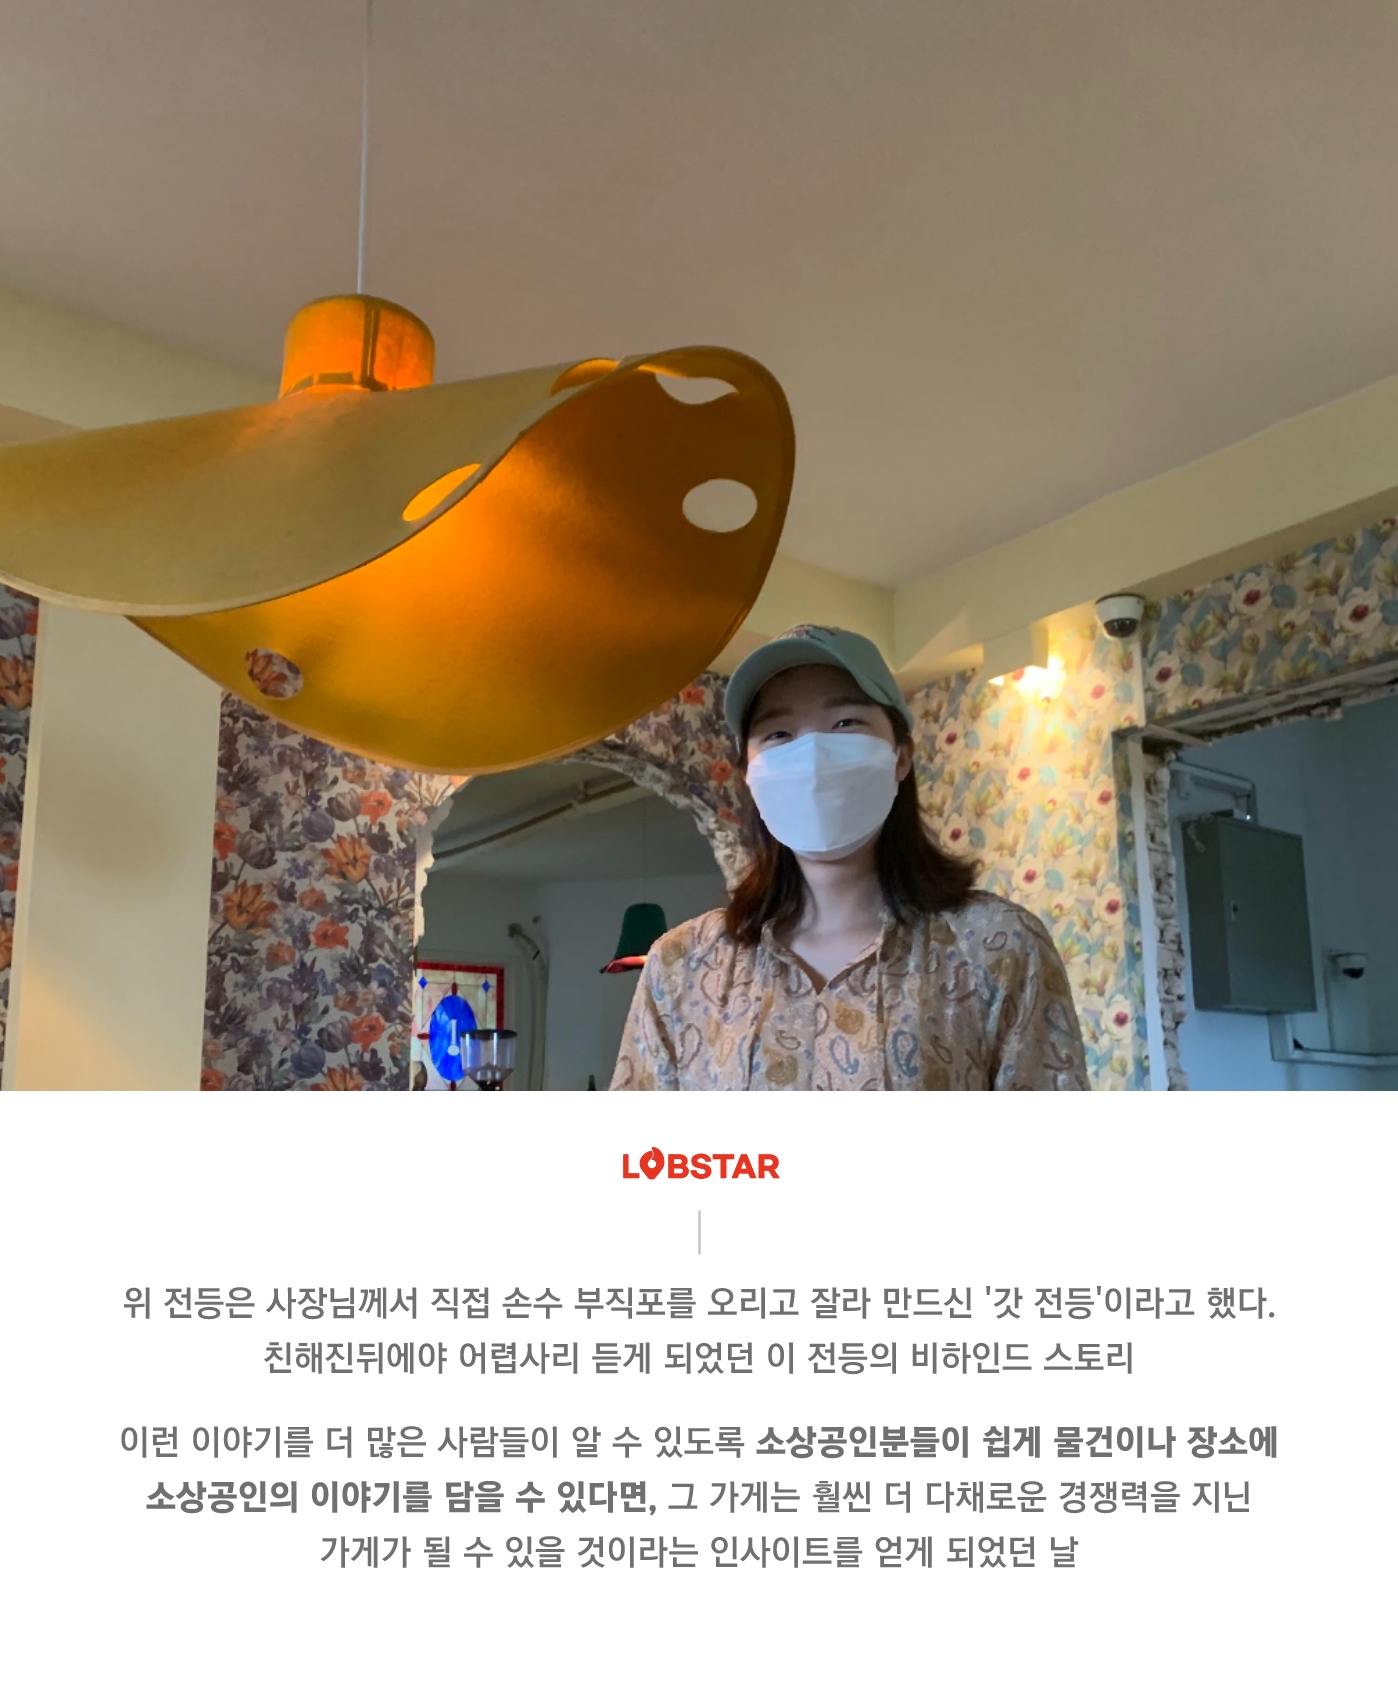 LOBSTAR
위 전등은 사장님께서 직접 손수 부직포를 오리고 잘라 만드신 '갓 전등'이라고 했다.
친해진뒤에야 어렵사리 듣게 되었던 이 전등의 비하인드 스토리
이런 이야기를 더 많은 사람들이 알 수 있도록 소상공인분들이 쉽게 물건이나 장소에
소상공인의 이야기를 담을 수 있다면, 그 가게는 훨씬 더 다채로운 경쟁력을 지닌
가게가 될 수 있을 것이라는 인사이트를 얻게 되었던 날